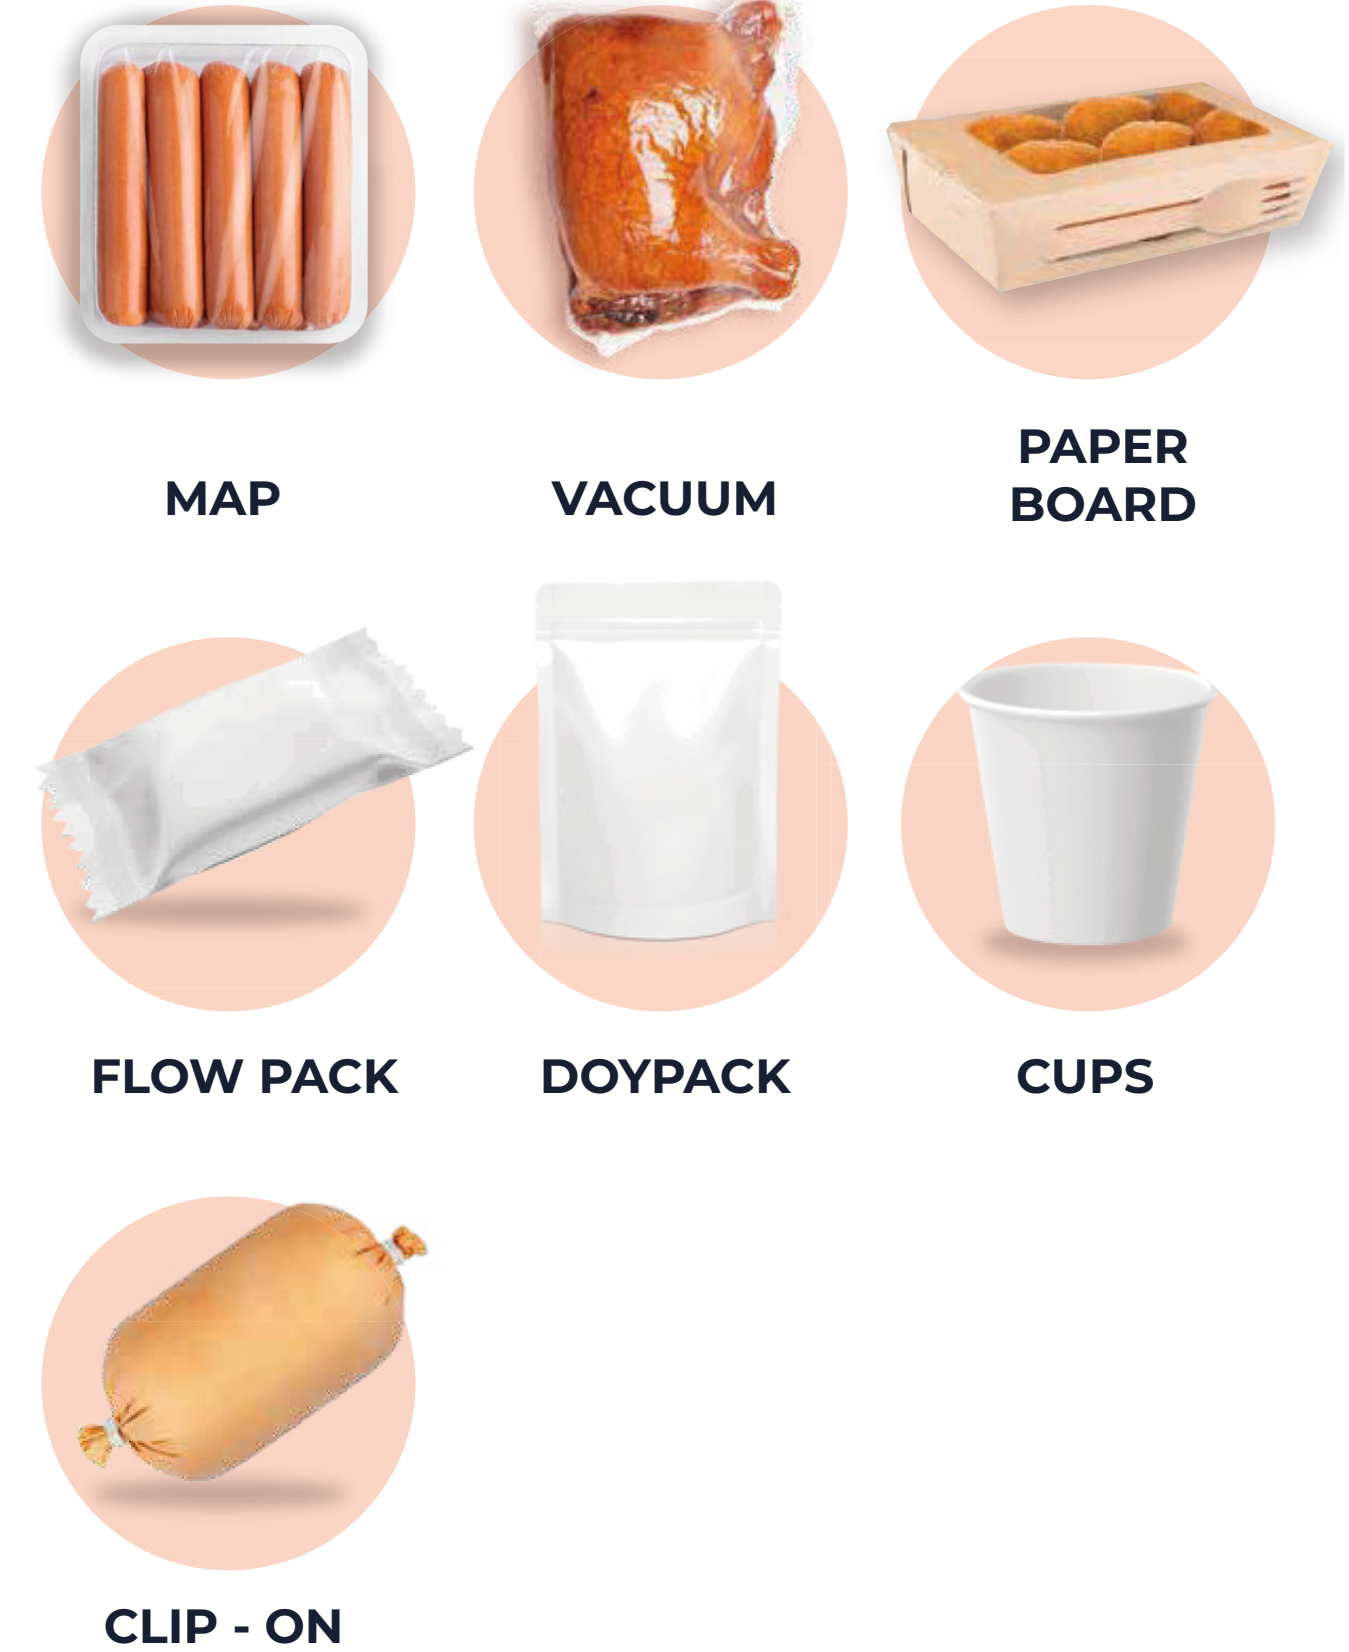 MAP
VACUUM
PAPER
BOARD
FLOW PACK
DOYPACK
CUPS
CLIP - ON